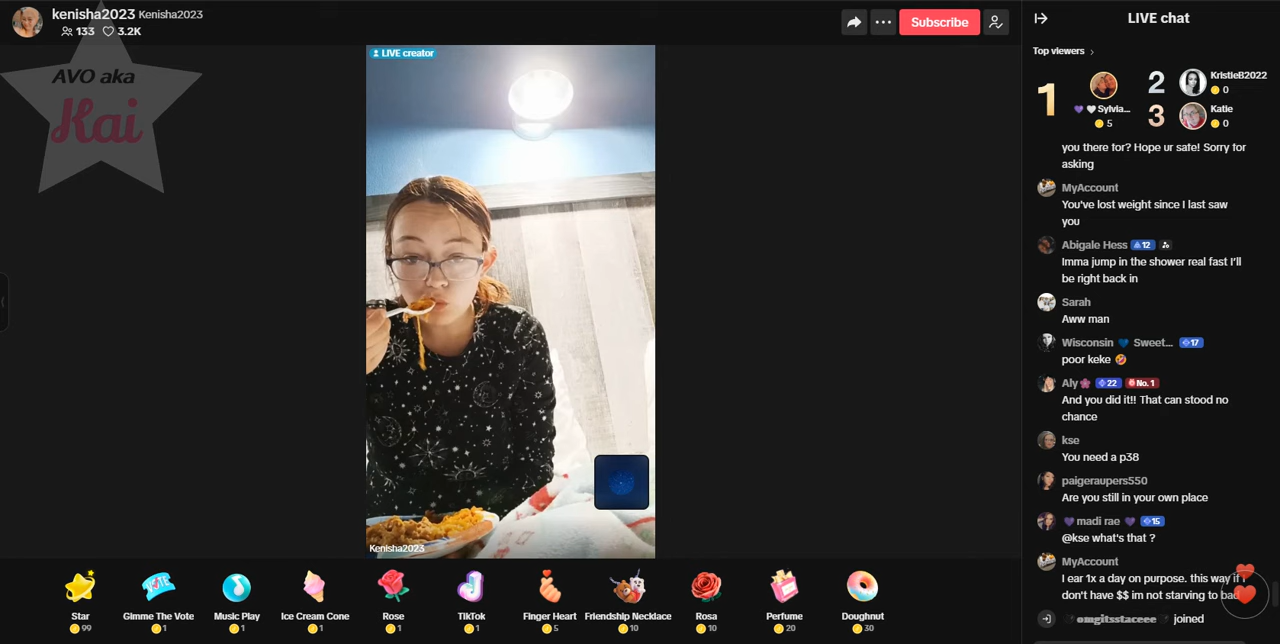 kenisha2023 Kenisha2023
133 3.2K
Subscribe
AVO aka
Kai
LIVE creator
Kenisha2023
Star
99
Gimme The Vote
1
Music Play
1
Ice Cream Cone
1
Rose
1
TikTok
1
Finger Heart
5
Friendship Necklace
10
Rosa
10
Perfume
20
Doughnut
30
LIVE chat
Top viewers
1
Sylvia...
5
2
KristieB2022
0
3
Katie
0
you there for? Hope ur safe! Sorry for
asking
MyAccount
You've lost weight since I last saw
you
Abigale Hess 12
Imma jump in the shower real fast I'll
be right back in
Sarah
Aww man
Wisconsin Sweet... 17
poor keke
Aly 22 No. 1
And you did it!! That can stood no
chance
kse
You need a p38
paigeraupers550
Are you still in your own place
madi rae 15
@kse what's that ?
MyAccount
I ear 1x a day on purpose. this way if I
don't have $$ im not starving to bad
omgitsstaceee joined